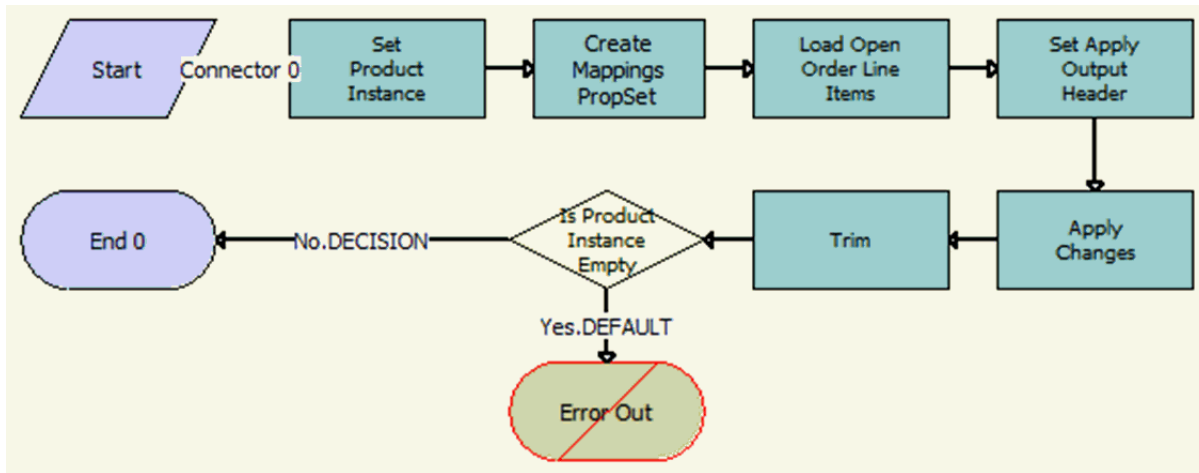 Start
Connector 0
Set
Product
Instance
Create
Mappings
PropSet
Load Open
Order Line
Items
Set Apply
Output
Header
End 0
No.DECISION
Is Product
Instance
Empty
Trim
Apply
Changes
Yes.DEFAULT
Error Out